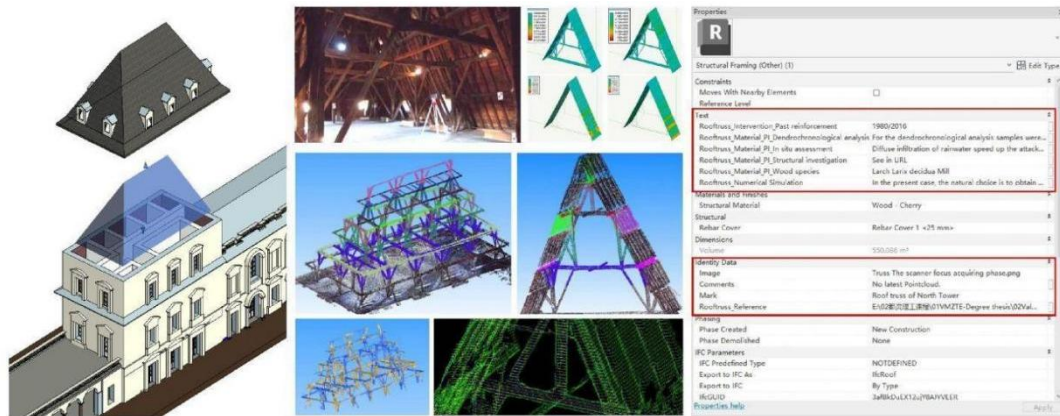 Properties
R
Structural Framing (Other) (1)
Edit Type
Constraints
Moves With Nearby Elements
Reference Level
Text
Rooftruss_Intervention_Past reinforcement 1980/2016
Rooftruss_Material_PI_Dendrochronological analysis For the dendrochronological analysis samples were...
Rooftruss_Material_PI_In situ assessment Diffuse infiltration of rainwater speed up the attack...
Rooftruss_Material_PI_Structural investigation See in URL
Rooftruss_Material_PI_Wood species Larch Larix decidua Mill
Rooftruss_Numerical Simulation In the present case, the natural choice is to obtain ...
Materials and Finishes
Structural Material Wood - Cherry
Structural
Rebar Cover Rebar Cover 1 <25 mm>
Dimensions
Volume
Identity Data
Image Truss The scanner focus acquiring phase.png
Comments No latest Pointcloud.
Mark Roof truss of North Tower
Rooftruss_Reference
Phasing
Phase Created New Construction
Phase Demolished None
IFC Parameters
IFC Predefined Type NOTDEFINED
Export to IFC As IfcRoof
Export to IFC By Type
IfcGUID
Properties help Apply